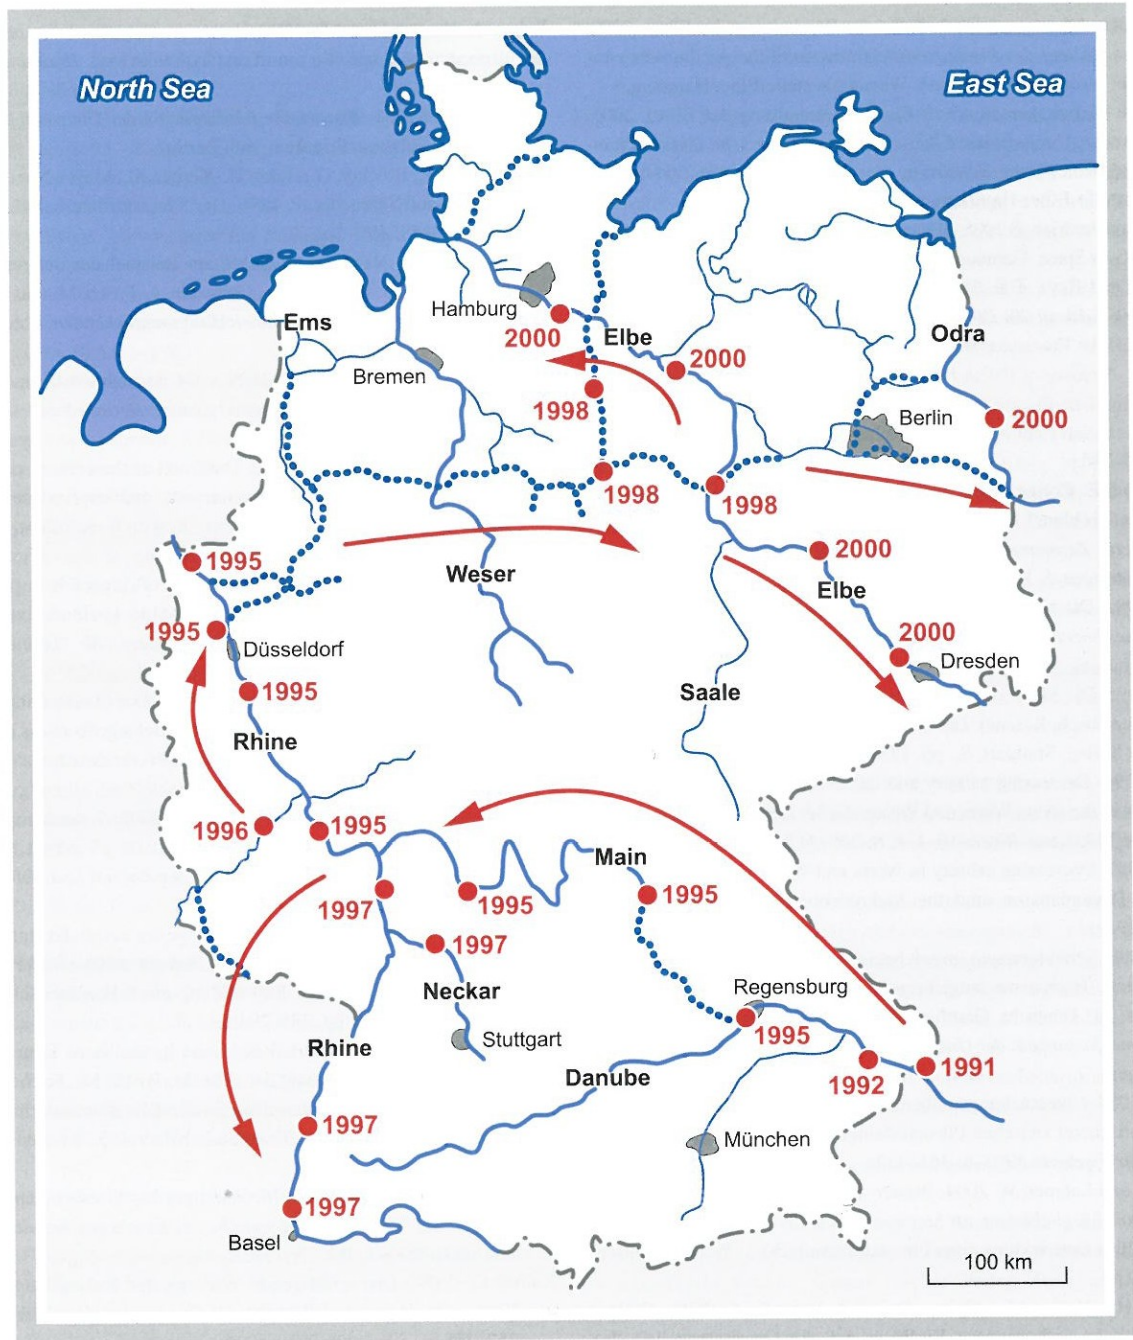 North Sea
East Sea
Hamburg
Ems
2000
Elbe
Odra
Bremen
2000
1998
Berlin
2000
1998
1998
1995
2000
Weser
Elbe
1995
2000
Düsseldorf
Dresden
1995
Saale
Rhine
1996
1995
Main
1997
1995
1995
1997
Neckar
Regensburg
Rhine
Stuttgart
1995
Danube
1992
1991
1997
München
1997
Basel
100 km